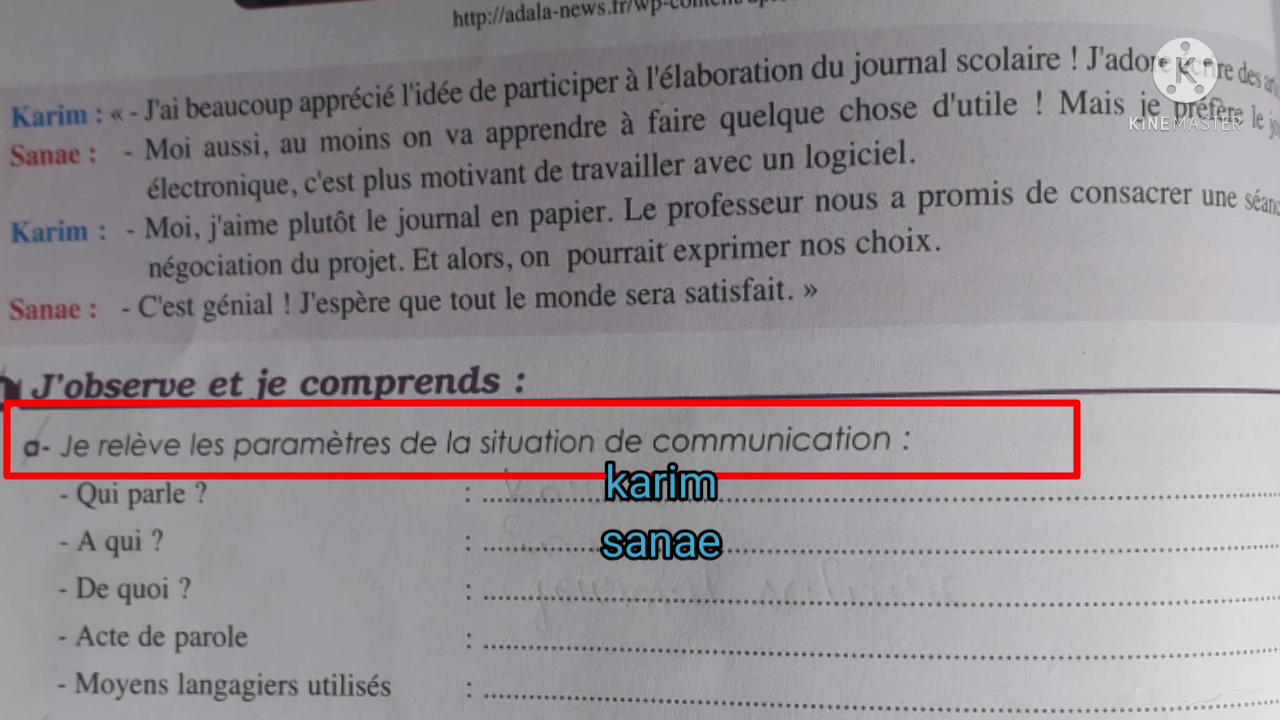 http://adala-news.fr/wp-content
Karim : « - J'ai beaucoup apprécié l'idée de participer à l'élaboration du journal scolaire ! J'adore des
Sanae : - Moi aussi, au moins on va apprendre à faire quelque chose d'utile ! Mais je préfère le
électronique, c'est plus motivant de travailler avec un logiciel.
Karim : - Moi, j'aime plutôt le journal en papier. Le professeur nous a promis de consacrer une
négociation du projet. Et alors, on pourrait exprimer nos choix.
Sanae : - C'est génial ! J'espère que tout le monde sera satisfait. »
K
KINEMASTER
J'observe et je comprends :
a- Je relève les paramètres de la situation de communication :
- Qui parle ? : karim
- A qui ? : sanae
- De quoi ? :
- Acte de parole :
- Moyens langagiers utilisés :